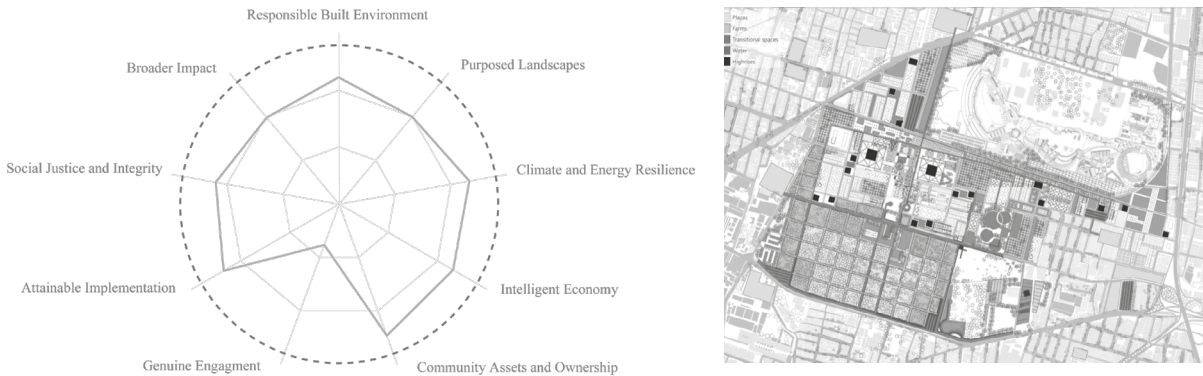 Responsible Built Environment
Broader Impact
Purposed Landscapes
Social Justice and Integrity
Climate and Energy Resilience
Attainable Implementation
Intelligent Economy
Genuine Engagment
Community Assets and Ownership
Plazas
Farms
Transitional spaces
Water
Highrises